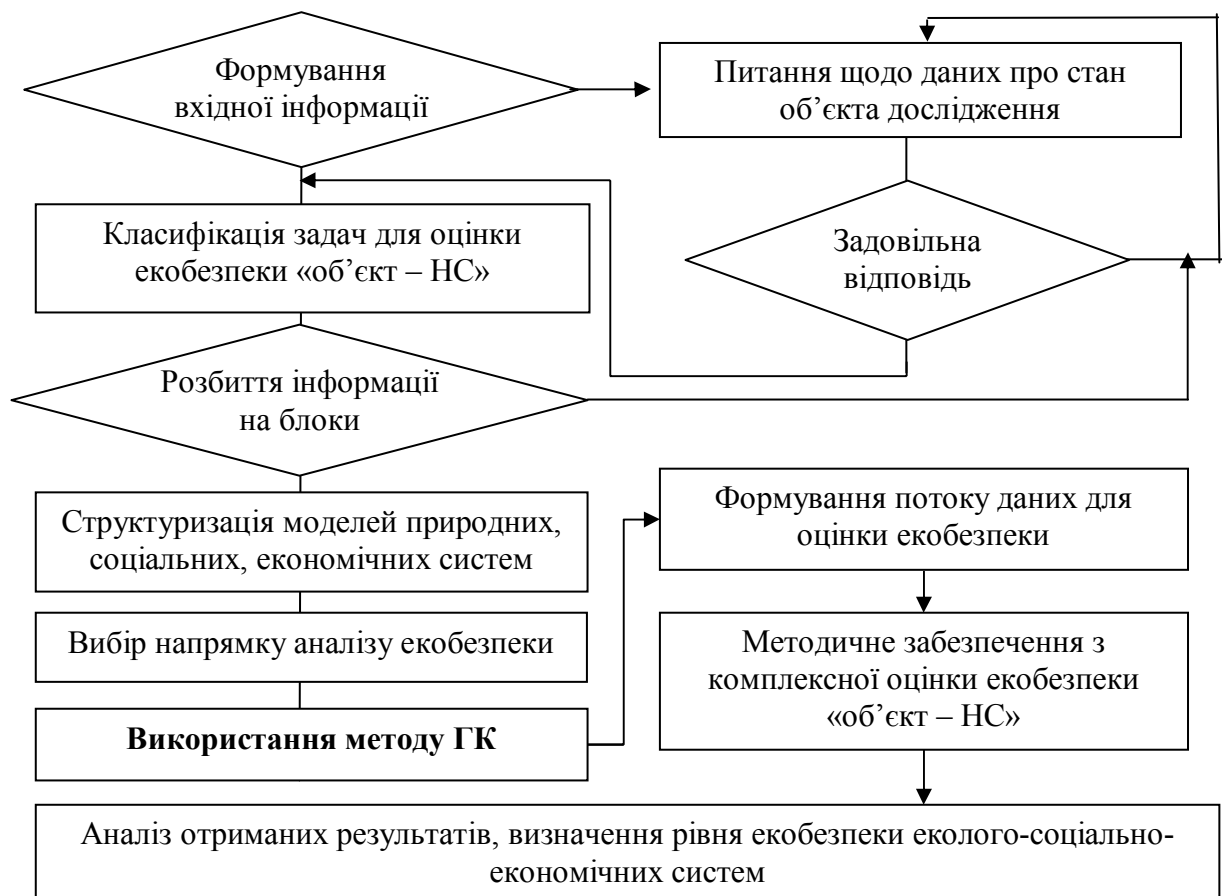 Формування
вхідної інформації
Питання щодо даних про стан
об’єкта дослідження
Класифікація задач для оцінки
екобезпеки «об’єкт – НС»
Задовільна
відповідь
Розбиття інформації
на блоки
Структуризація моделей природних,
соціальних, економічних систем
Вибір напрямку аналізу екобезпеки
Використання методу ГК
Формування потоку даних для
оцінки екобезпеки
Методичне забезпечення з
комплексної оцінки екобезпеки
«об’єкт – НС»
Аналіз отриманих результатів, визначення рівня екобезпеки еколого-соціально-
економічних систем